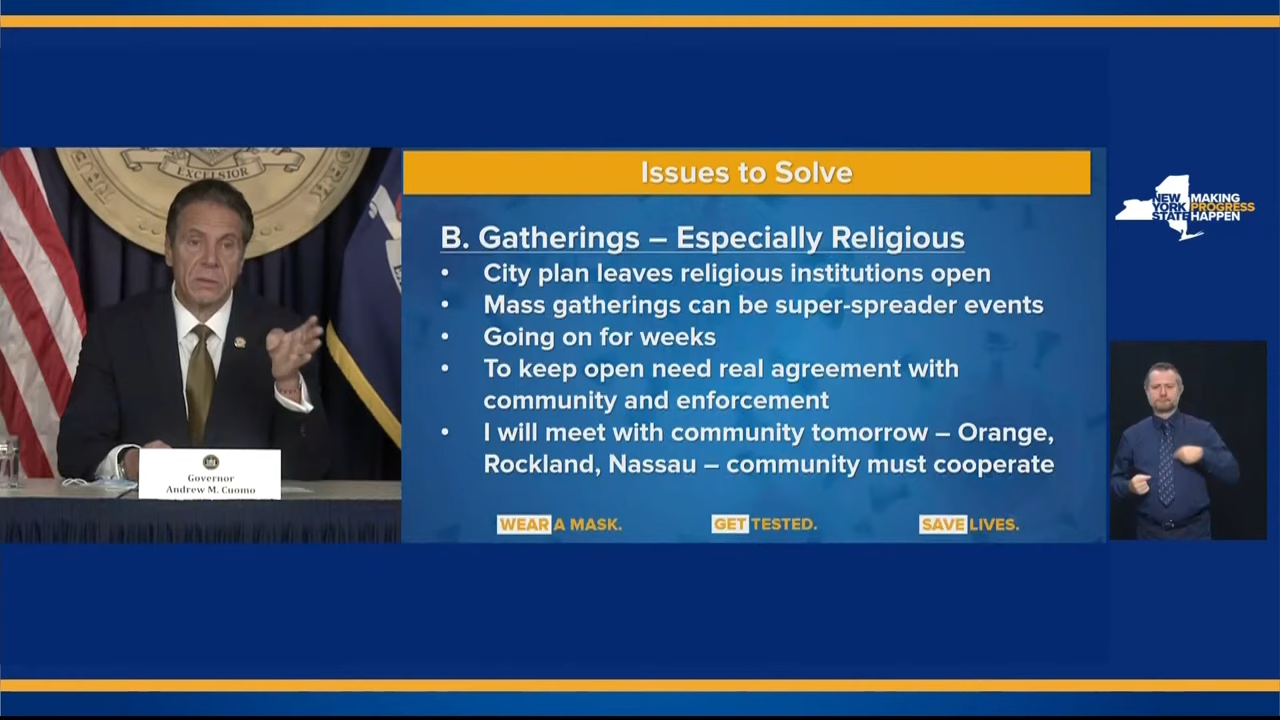 EXCELSIOR
Governor
Andrew M. Cuomo
Issues to Solve
B. Gatherings – Especially Religious
• City plan leaves religious institutions open
• Mass gatherings can be super-spreader events
• Going on for weeks
• To keep open need real agreement with
community and enforcement
• I will meet with community tomorrow – Orange,
Rockland, Nassau – community must cooperate
WEAR A MASK. GET TESTED. SAVE LIVES.
NEW
YORK
STATE
MAKING
PROGRESS
HAPPEN